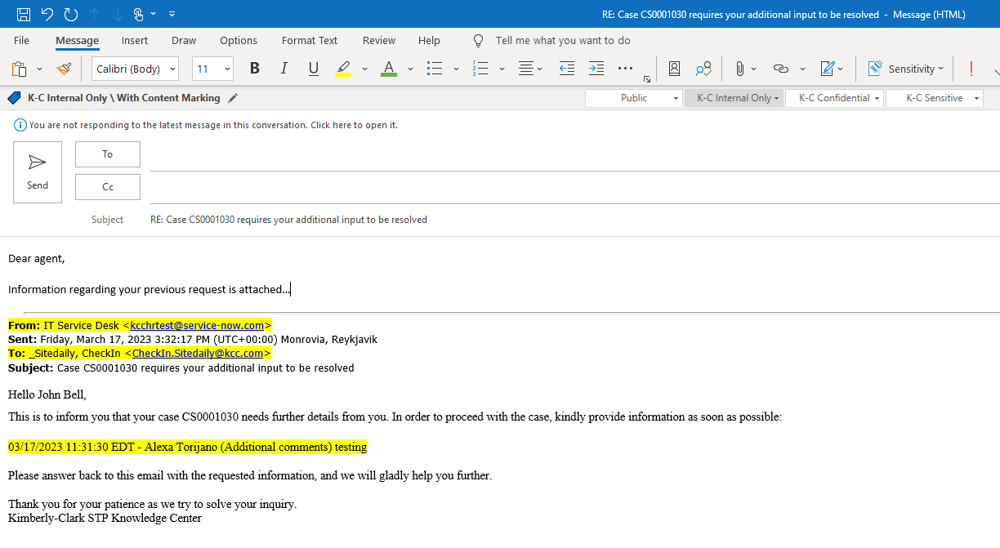 RE: Case CS0001030 requires your additional input to be resolved - Message (HTML)
File Message Insert Draw Options Format Text Review Help Tell me what you want to do
Calibri (Body) 11 B I U A Sensitivity
K-C Internal Only \ With Content Marking Public K-C Internal Only K-C Confidential K-C Sensitive
You are not responding to the latest message in this conversation. Click here to open it.
Send
To
Cc
Subject RE: Case CS0001030 requires your additional input to be resolved
Dear agent,
Information regarding your previous request is attached...
From: IT Service Desk <kcchrtest@service-now.com>
Sent: Friday, March 17, 2023 3:32:17 PM (UTC+00:00) Monrovia, Reykjavik
To: _Sitedaily, CheckIn <CheckIn.Sitedaily@kcc.com>
Subject: Case CS0001030 requires your additional input to be resolved
Hello John Bell,
This is to inform you that your case CS0001030 needs further details from you. In order to proceed with the case, kindly provide information as soon as possible:
03/17/2023 11:31:30 EDT - Alexa Torijano (Additional comments) testing
Please answer back to this email with the requested information, and we will gladly help you further.
Thank you for your patience as we try to solve your inquiry.
Kimberly-Clark STP Knowledge Center